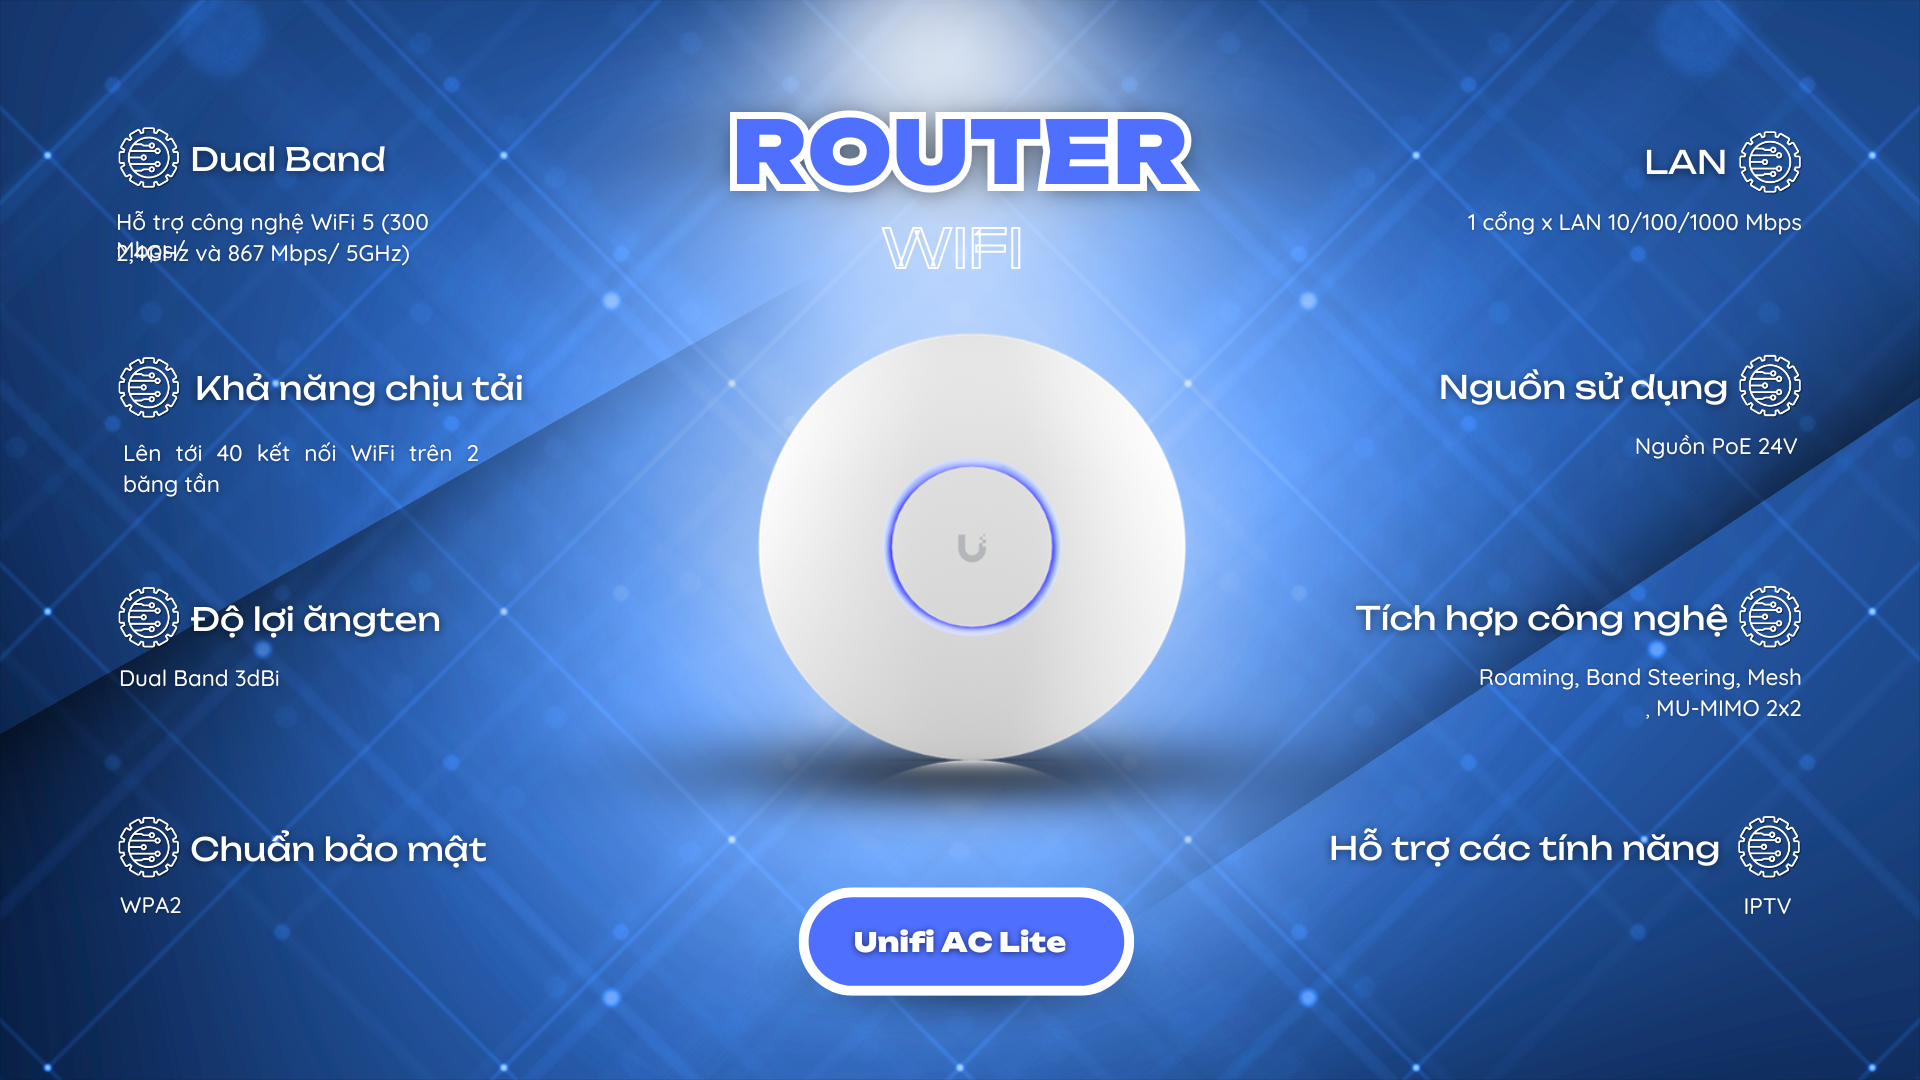 ROUTER
WIFI
Dual Band
Hỗ trợ công nghệ WiFi 5 (300
Mbps/
2,4GHz và 867 Mbps/ 5GHz)
Khả năng chịu tải
Lên tới 40 kết nối WiFi trên 2
băng tần
Độ lợi ăngten
Dual Band 3dBi
Chuẩn bảo mật
WPA2
LAN
1 cổng x LAN 10/100/1000 Mbps
Nguồn sử dụng
Nguồn PoE 24V
Tích hợp công nghệ
Roaming, Band Steering, Mesh
, MU-MIMO 2x2
Hỗ trợ các tính năng
IPTV
Unifi AC Lite